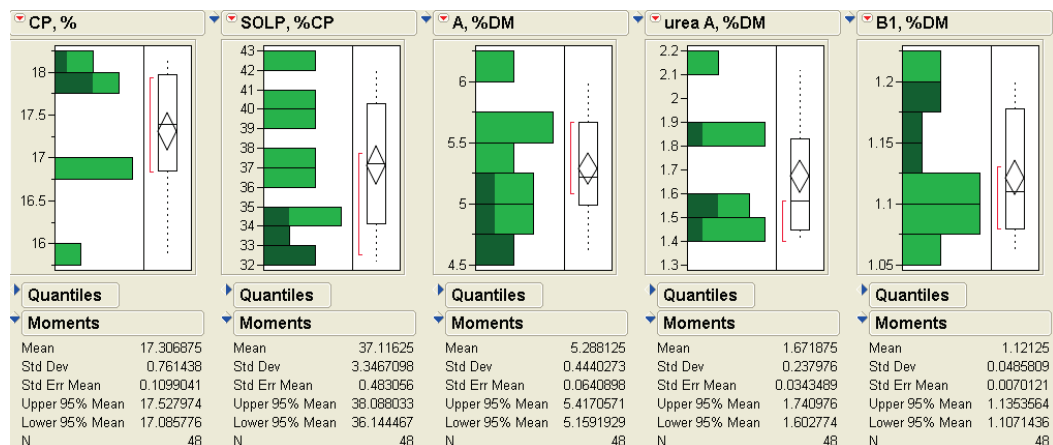 CP, %
SOLP, %CP
A, %DM
urea A, %DM
B1, %DM
18
17.5
17
16.5
16
43
42
41
40
39
38
37
36
35
34
33
32
6
5.5
5
4.5
2.2
2.1
2
1.9
1.8
1.7
1.6
1.5
1.4
1.3
1.2
1.15
1.1
1.05
Quantiles
Moments
Mean 17.306875
Std Dev 0.761438
Std Err Mean 0.1099041
Upper 95% Mean 17.527974
Lower 95% Mean 17.085776
N 48
Quantiles
Moments
Mean 37.11625
Std Dev 3.3467098
Std Err Mean 0.483056
Upper 95% Mean 38.088033
Lower 95% Mean 36.144467
N 48
Quantiles
Moments
Mean 5.288125
Std Dev 0.4440273
Std Err Mean 0.0640898
Upper 95% Mean 5.4170571
Lower 95% Mean 5.1591929
N 48
Quantiles
Moments
Mean 1.671875
Std Dev 0.237976
Std Err Mean 0.0343489
Upper 95% Mean 1.740976
Lower 95% Mean 1.602774
N 48
Quantiles
Moments
Mean 1.12125
Std Dev 0.0485809
Std Err Mean 0.0070121
Upper 95% Mean 1.1353564
Lower 95% Mean 1.1071436
N 48